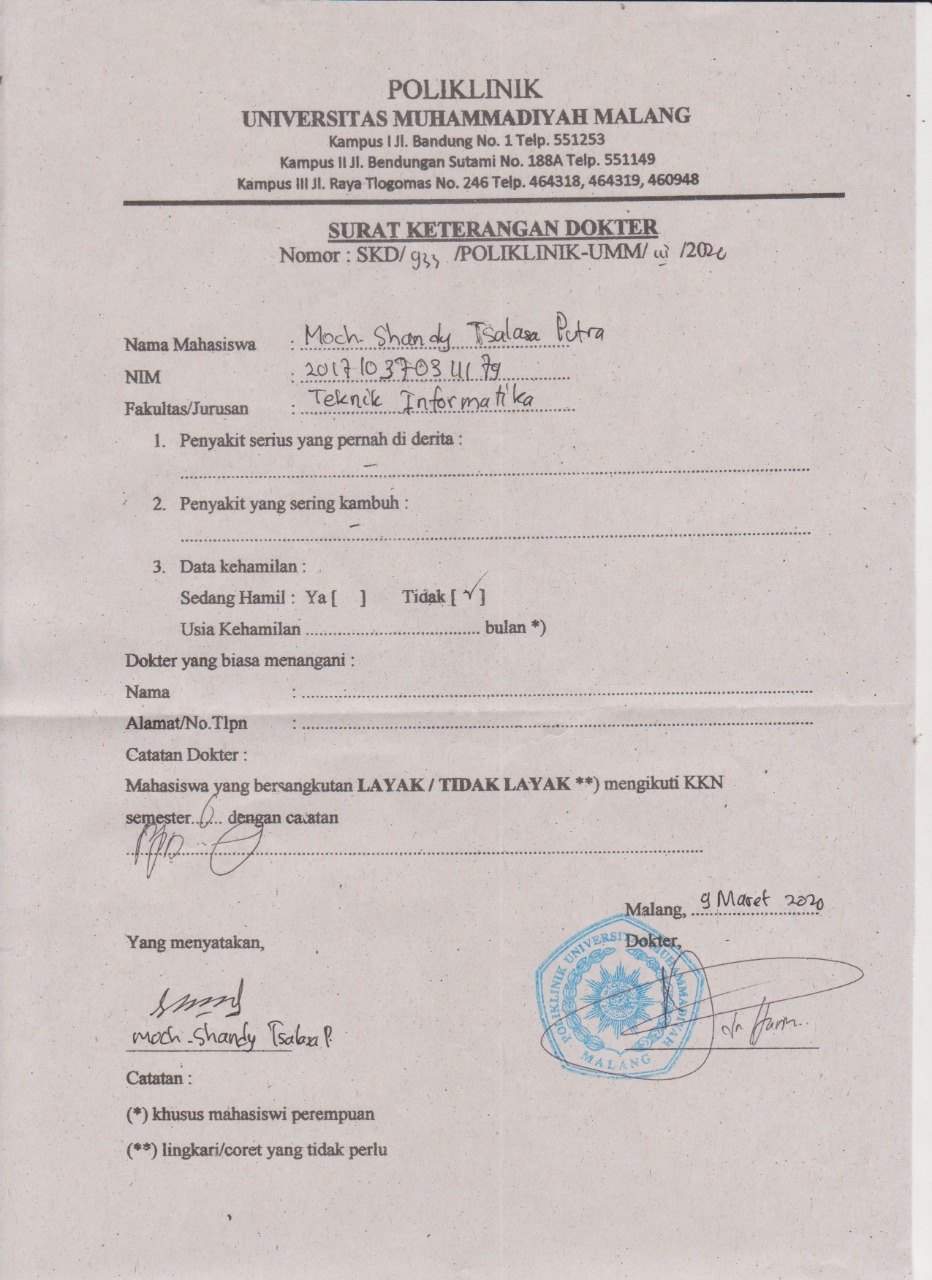 POLIKLINIK
UNIVERSITAS MUHAMMADIYAH MALANG
Kampus I Jl. Bandung No. 1 Telp. 551253
Kampus II Jl. Bendungan Sutami No. 188A Telp. 551149
Kampus III Jl. Raya Tlogomas No. 246 Telp. 464318, 464319, 460948
SURAT KETERANGAN DOKTER
Nomor : SKD/ 933 /POLIKLINIK-UMM/ III /2020
Nama Mahasiswa : Moch. Shandy Tsalasa Putra
NIM : 201710370311179
Fakultas/Jurusan : Teknik Informatika
1. Penyakit serius yang pernah di derita :
-
2. Penyakit yang sering kambuh :
-
3. Data kehamilan :
Sedang Hamil : Ya [ ] Tidak [ ✓ ]
Usia Kehamilan .................................. bulan *)
Dokter yang biasa menangani :
Nama :
Alamat/No.Tlpn :
Catatan Dokter :
Mahasiswa yang bersangkutan LAYAK / TIDAK LAYAK **) mengikuti KKN
semester..6... dengan catatan
Malang, 9 Maret 2020
Yang menyatakan,
Dokter,
POLIKLINIK UNIVERSITAS MUHAMMADIYAH
MALANG
Moch. Shandy Tsalasa P.
Catatan :
(*) khusus mahasiswi perempuan
(**) lingkari/coret yang tidak perlu